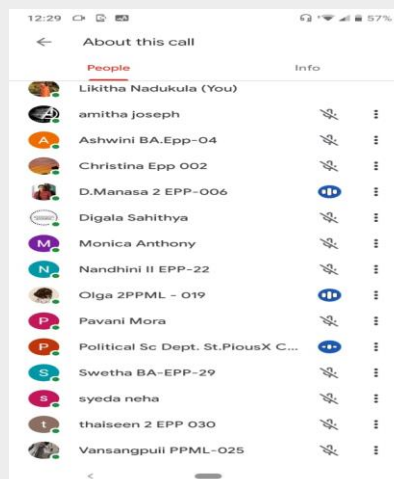 12:29 57%
About this call
People Info
Likitha Nadukula (You)
amitha joseph
A Ashwini BA.Epp-04
Christina Epp 002
D.Manasa 2 EPP-006
Digala Sahithya
M Monica Anthony
N Nandhini II EPP-22
Olga 2PPML - 019
P Pavani Mora
P Political Sc Dept. St.PiousX C...
S Swetha BA-EPP-29
s syeda neha
t thaiseen 2 EPP 030
Vansangpuii PPML-025